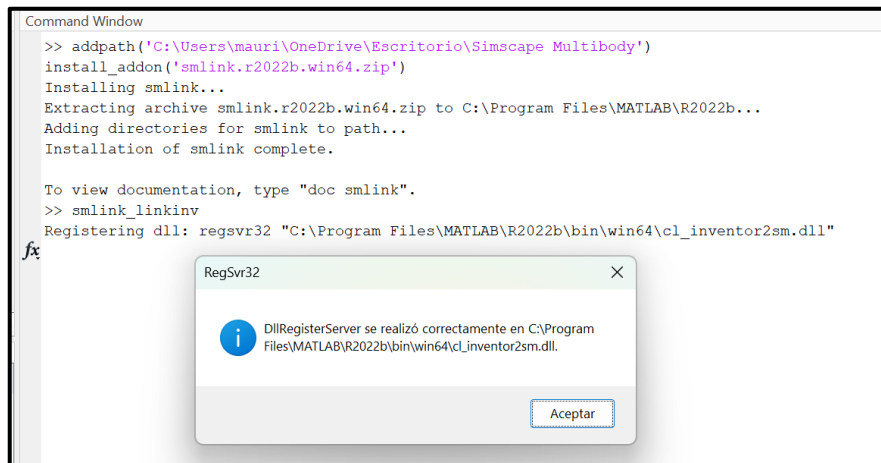 Command Window
>> addpath('C:\Users\mauri\OneDrive\Escritorio\Simscape Multibody')
install_addon('smlink.r2022b.win64.zip')
Installing smlink...
Extracting archive smlink.r2022b.win64.zip to C:\Program Files\MATLAB\R2022b...
Adding directories for smlink to path...
Installation of smlink complete.
To view documentation, type "doc smlink".
>> smlink_linkinv
Registering dll: regsvr32 "C:\Program Files\MATLAB\R2022b\bin\win64\cl_inventor2sm.dll"
fx
RegSvr32
DllRegisterServer se realizó correctamente en C:\Program
Files\MATLAB\R2022b\bin\win64\cl_inventor2sm.dll.
Aceptar